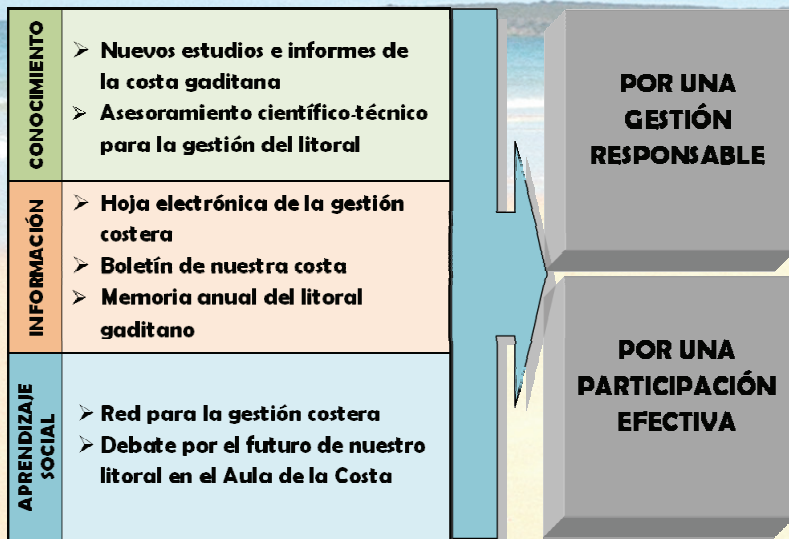 CONOCIMIENTO
➢ Nuevos estudios e informes de
la costa gaditana
➢ Asesoramiento científico-técnico
para la gestión del litoral
INFORMACIÓN
➢ Hoja electrónica de la gestión
costera
➢ Boletín de nuestra costa
➢ Memoria anual del litoral
gaditano
APRENDIZAJE
SOCIAL
➢ Red para la gestión costera
➢ Debate por el futuro de nuestro
litoral en el Aula de la Costa
POR UNA
GESTIÓN
RESPONSABLE
POR UNA
PARTICIPACIÓN
EFECTIVA